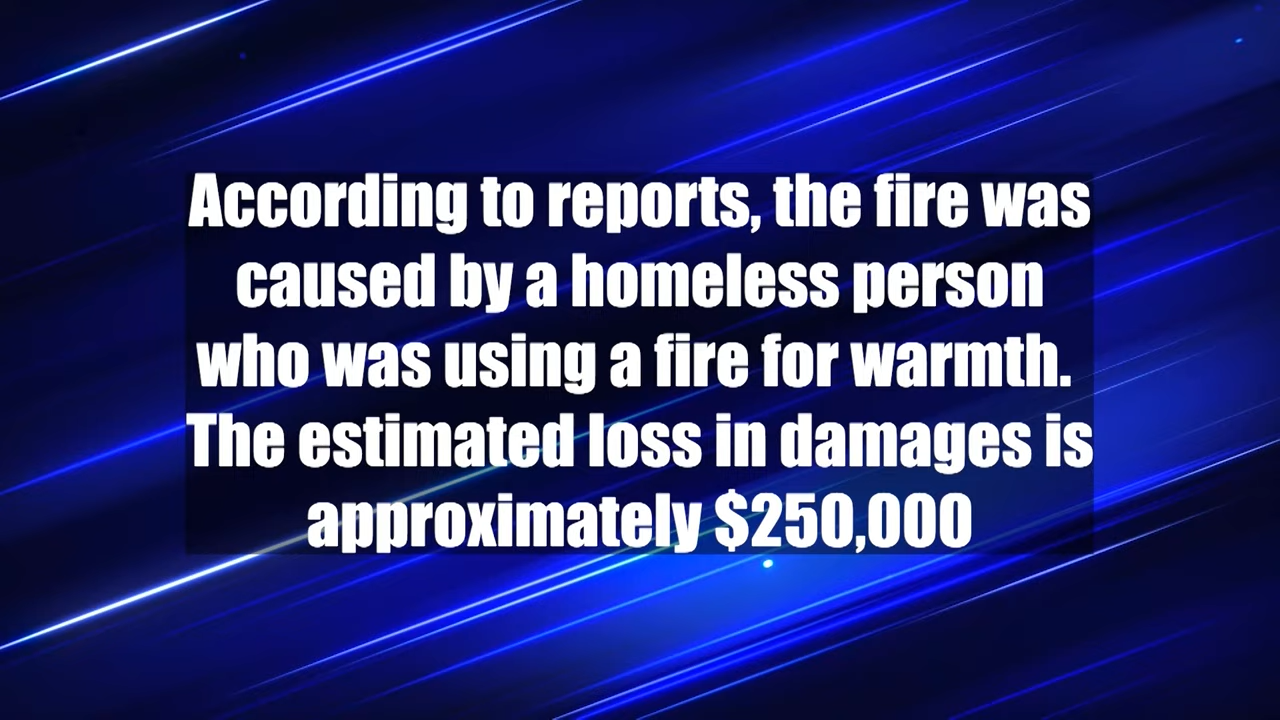 According to reports, the fire was
caused by a homeless person
who was using a fire for warmth.
The estimated loss in damages is
approximately $250,000